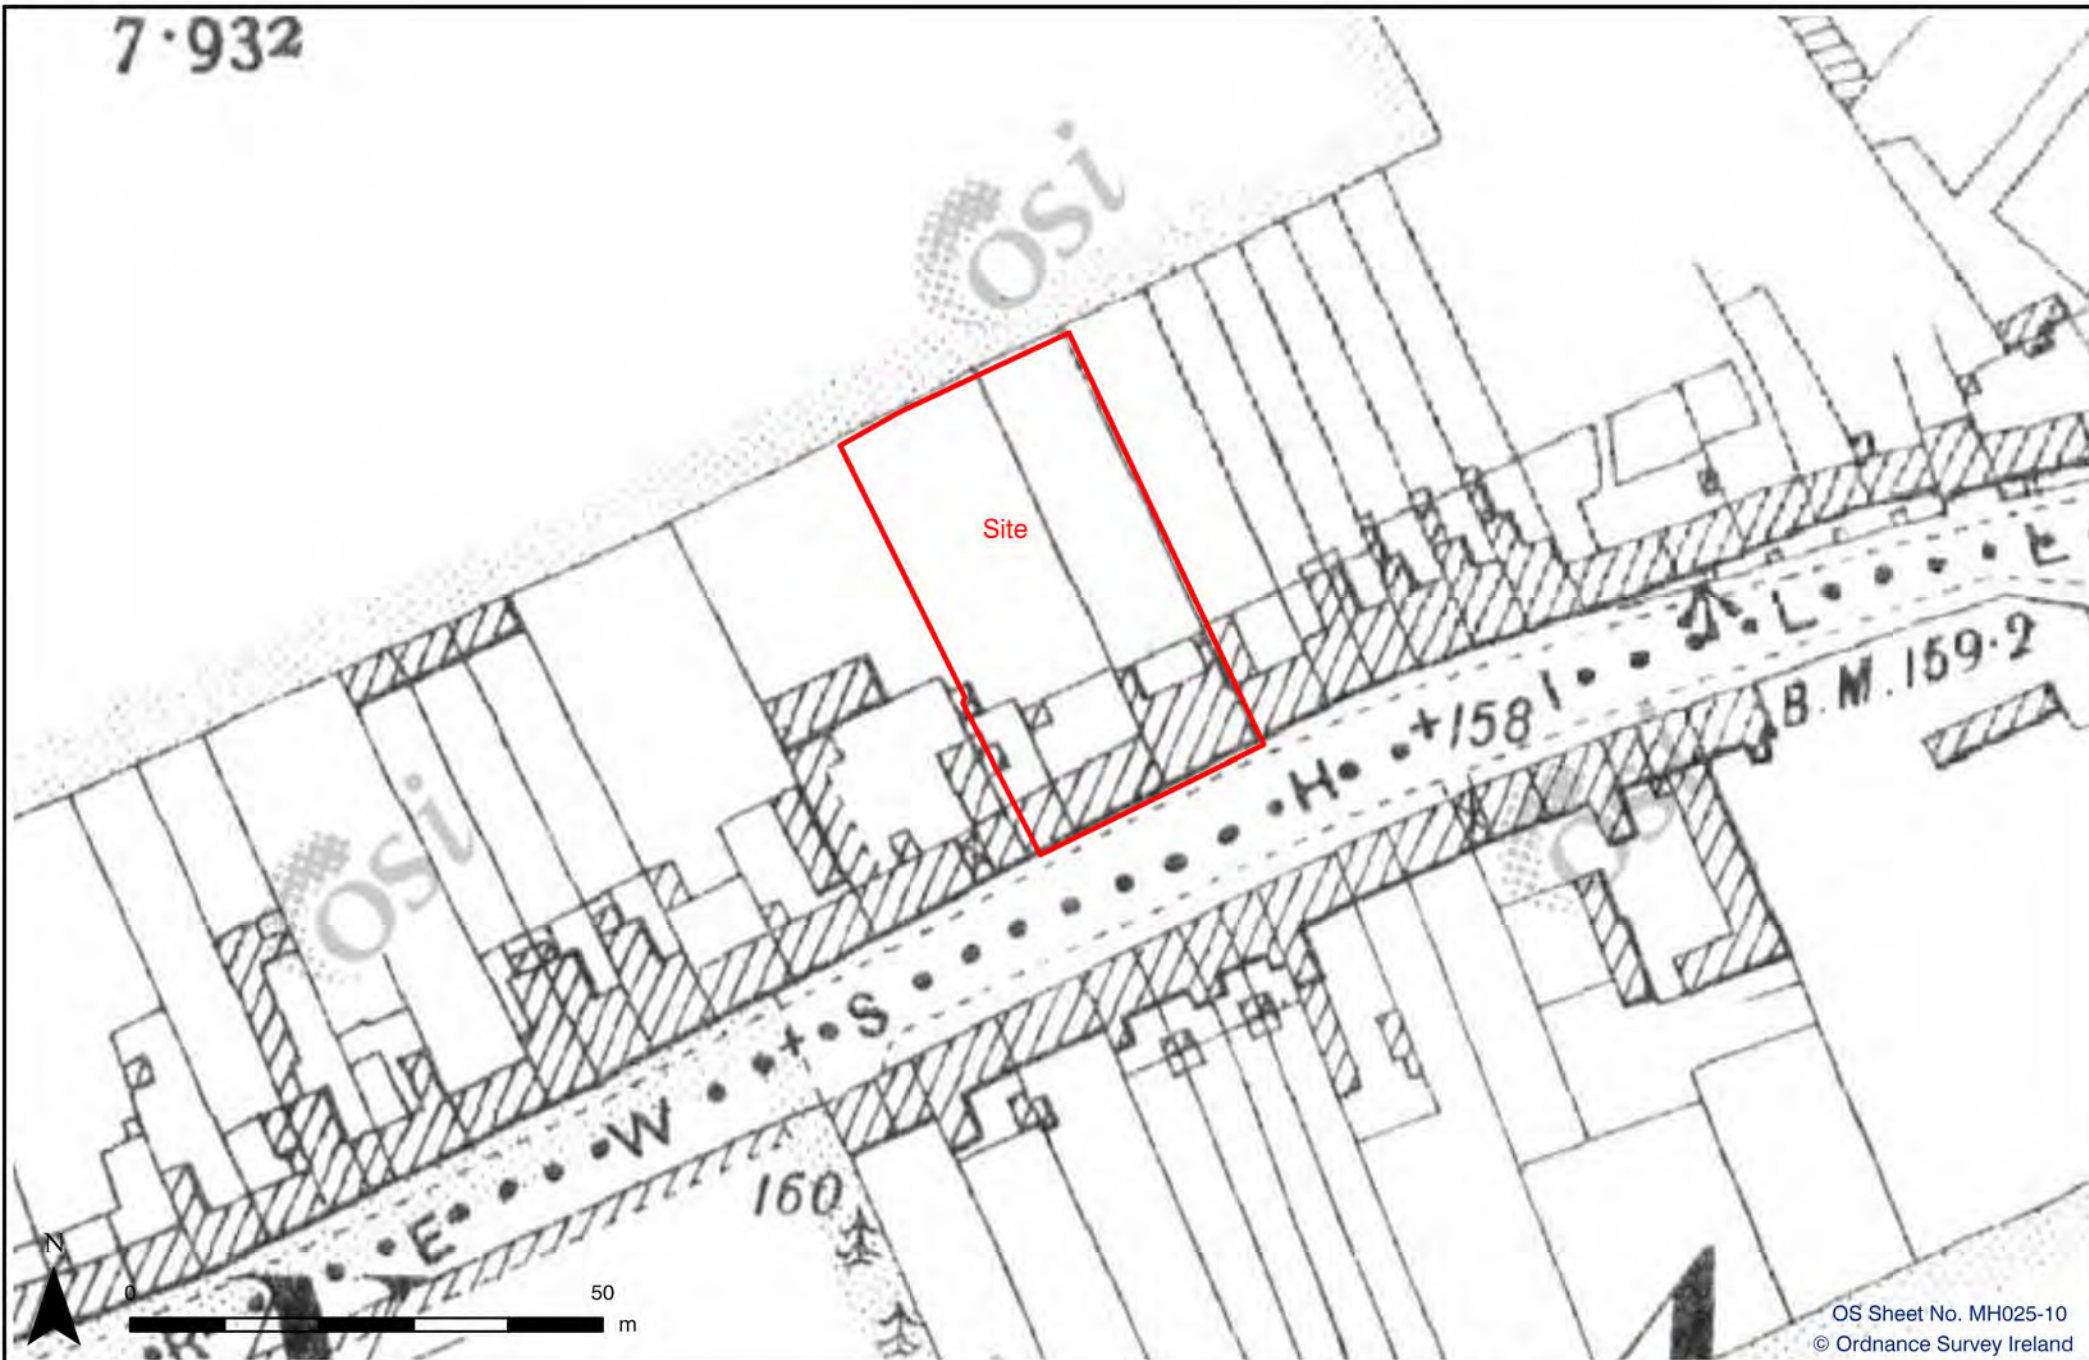 7·932
osi
Site
L
B.M. 159·2
I
+158
H
osi
S
W
160
E
N
0 50
m
OS Sheet No. MH025-10
© Ordnance Survey Ireland